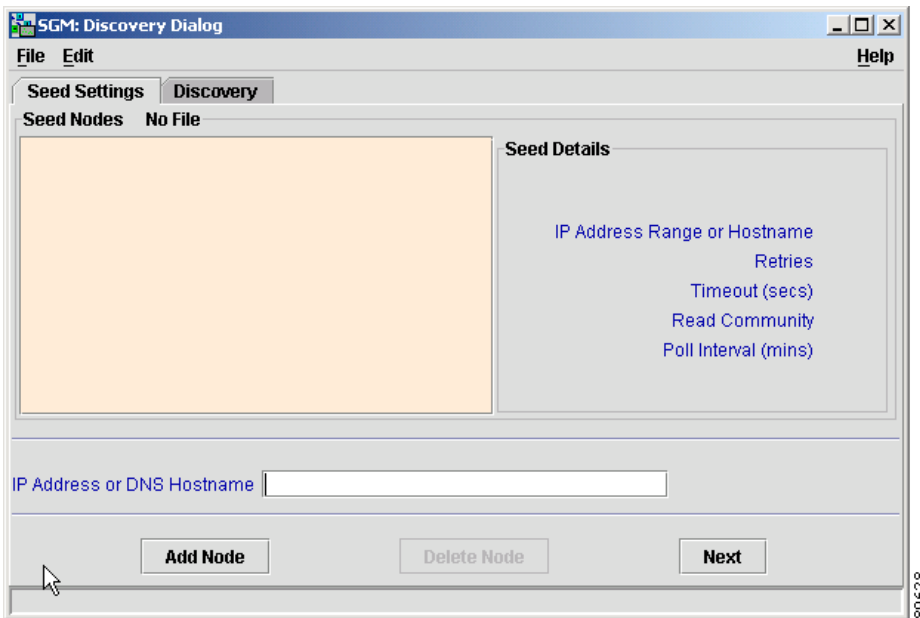 SGM: Discovery Dialog
File Edit Help
Seed Settings Discovery
Seed Nodes No File
Seed Details
IP Address Range or Hostname
Retries
Timeout (secs)
Read Community
Poll Interval (mins)
IP Address or DNS Hostname
Add Node Delete Node Next